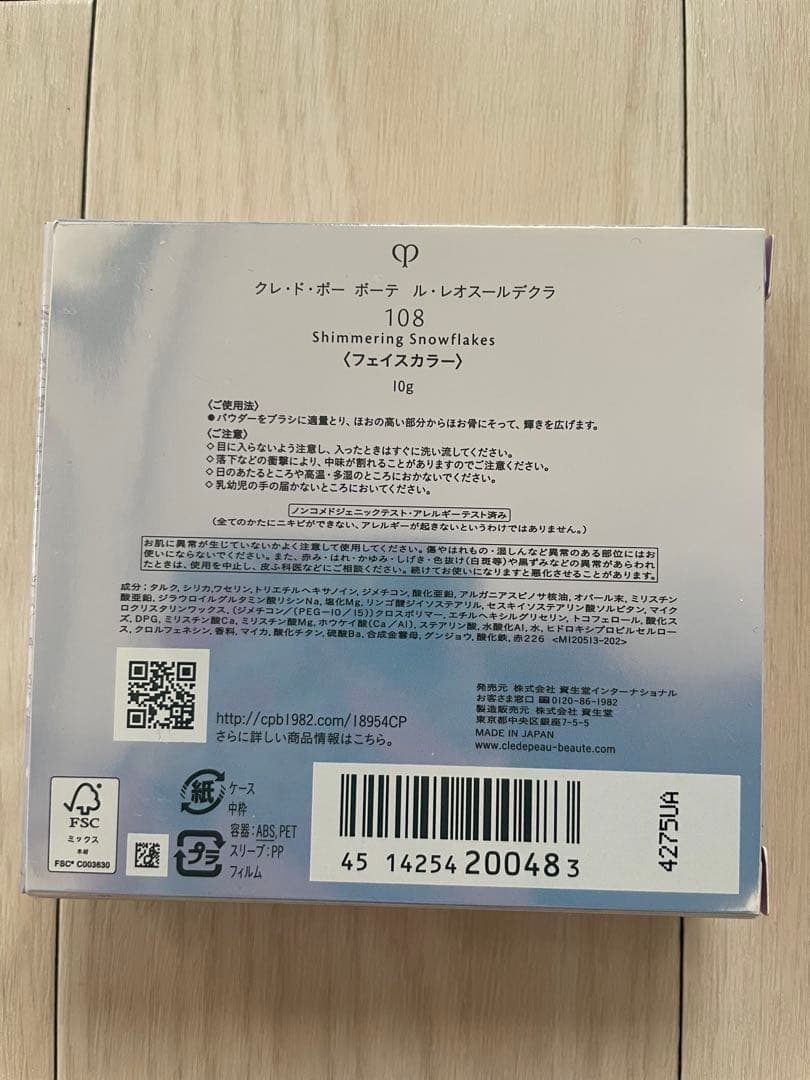 クレ・ド・ポー ボーテ ル・レオスールデクラ
108
Shimmering Snowflakes
〈フェイスカラー〉
10g
〈ご使用法〉
●パウダーをブラシに適量とり、ほおの高い部分からほお骨にそって、輝きを広げます。
〈ご注意〉
◇目に入らないよう注意し、入ったときはすぐに洗い流してください。
◇落下などの衝撃により、中味が割れることがありますのでご注意ください。
◇日のあたるところや高温・多湿のところにおかないでください。
◇乳幼児の手の届かないところにおいてください。
ノンコメドジェニックテスト・アレルギーテスト済み
(全てのかたにニキビができない、アレルギーが起きないというわけではありません。)
お肌に異常が生じていないかよく注意して使用してください。傷やはれもの・湿しんなど異常のある部位にはお
使いにならないでください。また、赤み・はれ・かゆみ・しげき・色抜け(白斑等)や黒ずみなどの異常があらわれ
たときは、使用を中止し、皮ふ科医などにご相談ください。続けてお使いになりますと悪化することがあります。
成分:タルク,シリカ,ワセリン,トリエチルヘキサノイン,ジメチコン,酸化亜鉛,アルガニアスピノサ核油,オパール末,ミリスチン
酸亜鉛,ジラウロイルグルタミン酸リシンNa,塩化Mg,リンゴ酸ジイソステアリル,セスキイソステアリン酸ソルビタン,マイク
ロクリスタリンワックス,(ジメチコン/(PEG-10/15))クロスポリマー,エチルヘキシルグリセリン,トコフェロール,酸化ス
ズ,DPG,ミリスチン酸Ca,ミリスチン酸Mg,ホウケイ酸(Ca/Al),ステアリン酸,水酸化Al,水,ヒドロキシプロピルセルロー
ス,クロルフェネシン,香料,マイカ,酸化チタン,硫酸Ba,合成金雲母,グンジョウ,酸化鉄,赤226 <M120513-202>
http://cpb1982.com/18954CP
さらに詳しい商品情報はこちら。
発売元 株式会社 資生堂インターナショナル
お客さま窓口 0120-86-1982
製造販売元 株式会社 資生堂
東京都中央区銀座7-5-5
MADE IN JAPAN
www.cledepeau-beaute.com
FSC
ミックス
木材
FSC® C003630
紙
ケース
中枠
プラ
容器:ABS,PET
スリーブ:PP
フィルム
45 14254 200483
4275UA